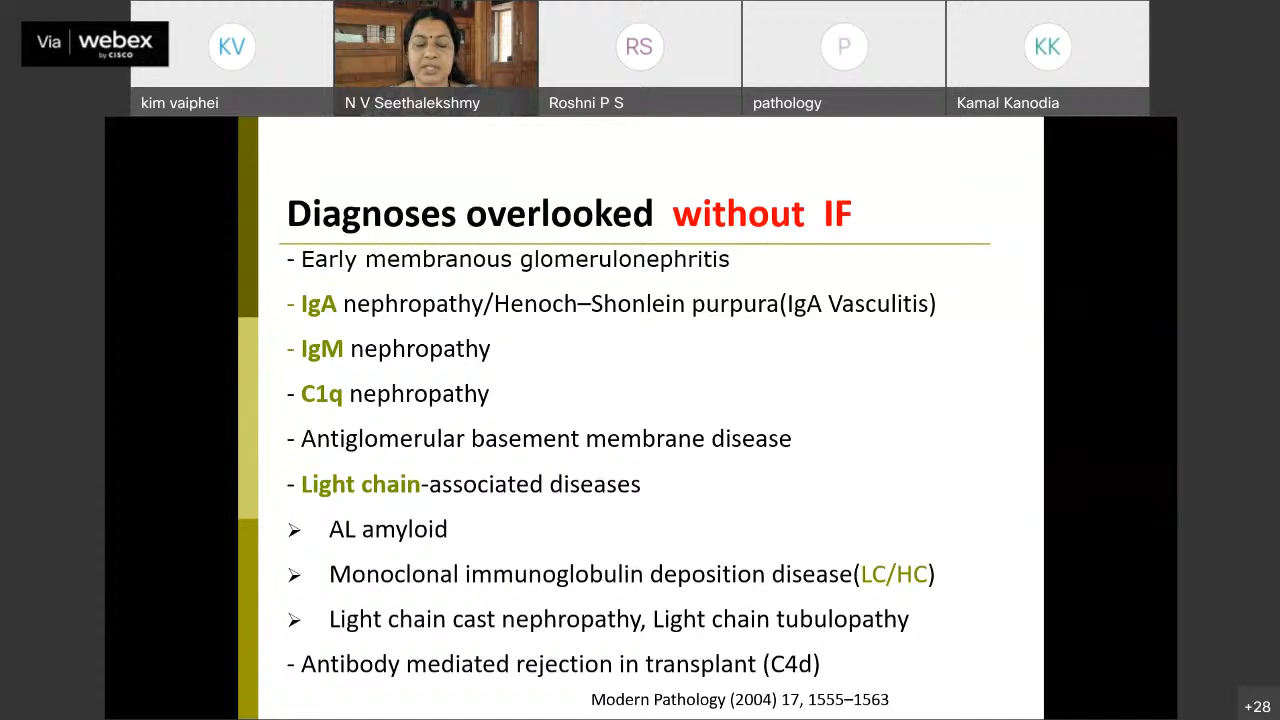 Via webex
by CISCO
KV
RS
P
KK
kim vaiphei
N V Seethalekshmy
Roshni P S
pathology
Kamal Kanodia
Diagnoses overlooked without IF
- Early membranous glomerulonephritis
- IgA nephropathy/Henoch–Shonlein purpura(IgA Vasculitis)
- IgM nephropathy
- C1q nephropathy
- Antiglomerular basement membrane disease
- Light chain-associated diseases
➢ AL amyloid
➢ Monoclonal immunoglobulin deposition disease(LC/HC)
➢ Light chain cast nephropathy, Light chain tubulopathy
- Antibody mediated rejection in transplant (C4d)
Modern Pathology (2004) 17, 1555–1563
+28